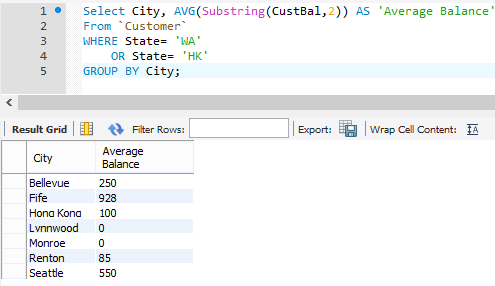 1 Select City, AVG(Substring(CustBal,2)) AS 'Average Balance'
2 From `Customer`
3 WHERE State= 'WA'
4 OR State= 'HK'
5 GROUP BY City;
Result Grid Filter Rows: Export: Wrap Cell Content: IA
City Average Balance
Bellevue 250
Fife 928
Hong Kong 100
Lynnwood 0
Monroe 0
Renton 85
Seattle 550